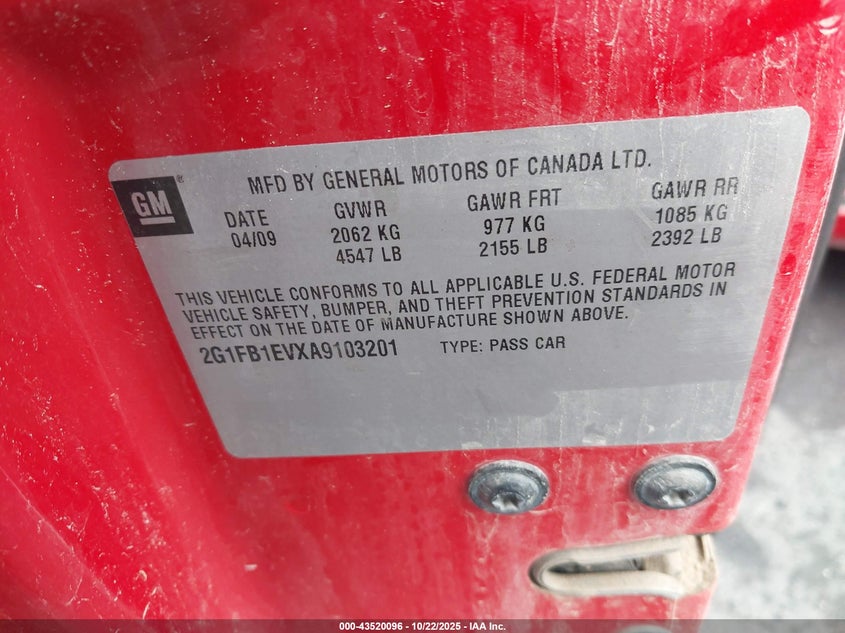 MFD BY GENERAL MOTORS OF CANADA LTD.
GM®
DATE GVWR GAWR FRT GAWR RR
04/09 2062 KG 977 KG 1085 KG
4547 LB 2155 LB 2392 LB
THIS VEHICLE CONFORMS TO ALL APPLICABLE U.S. FEDERAL MOTOR
VEHICLE SAFETY, BUMPER, AND THEFT PREVENTION STANDARDS IN
EFFECT ON THE DATE OF MANUFACTURE SHOWN ABOVE.
2G1FB1EVXA9103201 TYPE: PASS CAR
000-43520096 - 10/22/2025 - IAA Inc.